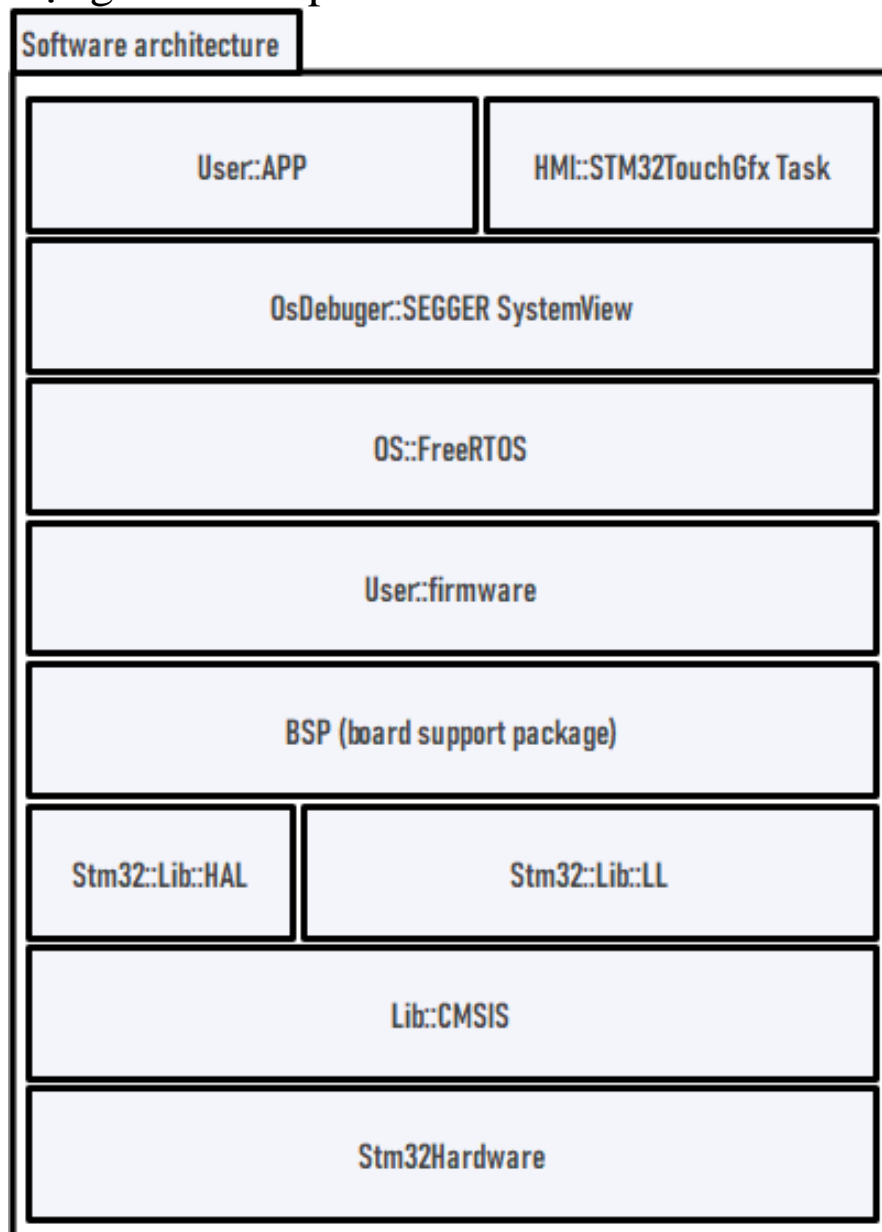 Software architecture
User::APP
HMI::STM32TouchGfx Task
OsDebuger::SEGGER SystemView
OS::FreeRTOS
User::firmware
BSP (board support package)
Stm32::Lib::HAL
Stm32::Lib::LL
Lib::CMSIS
Stm32Hardware